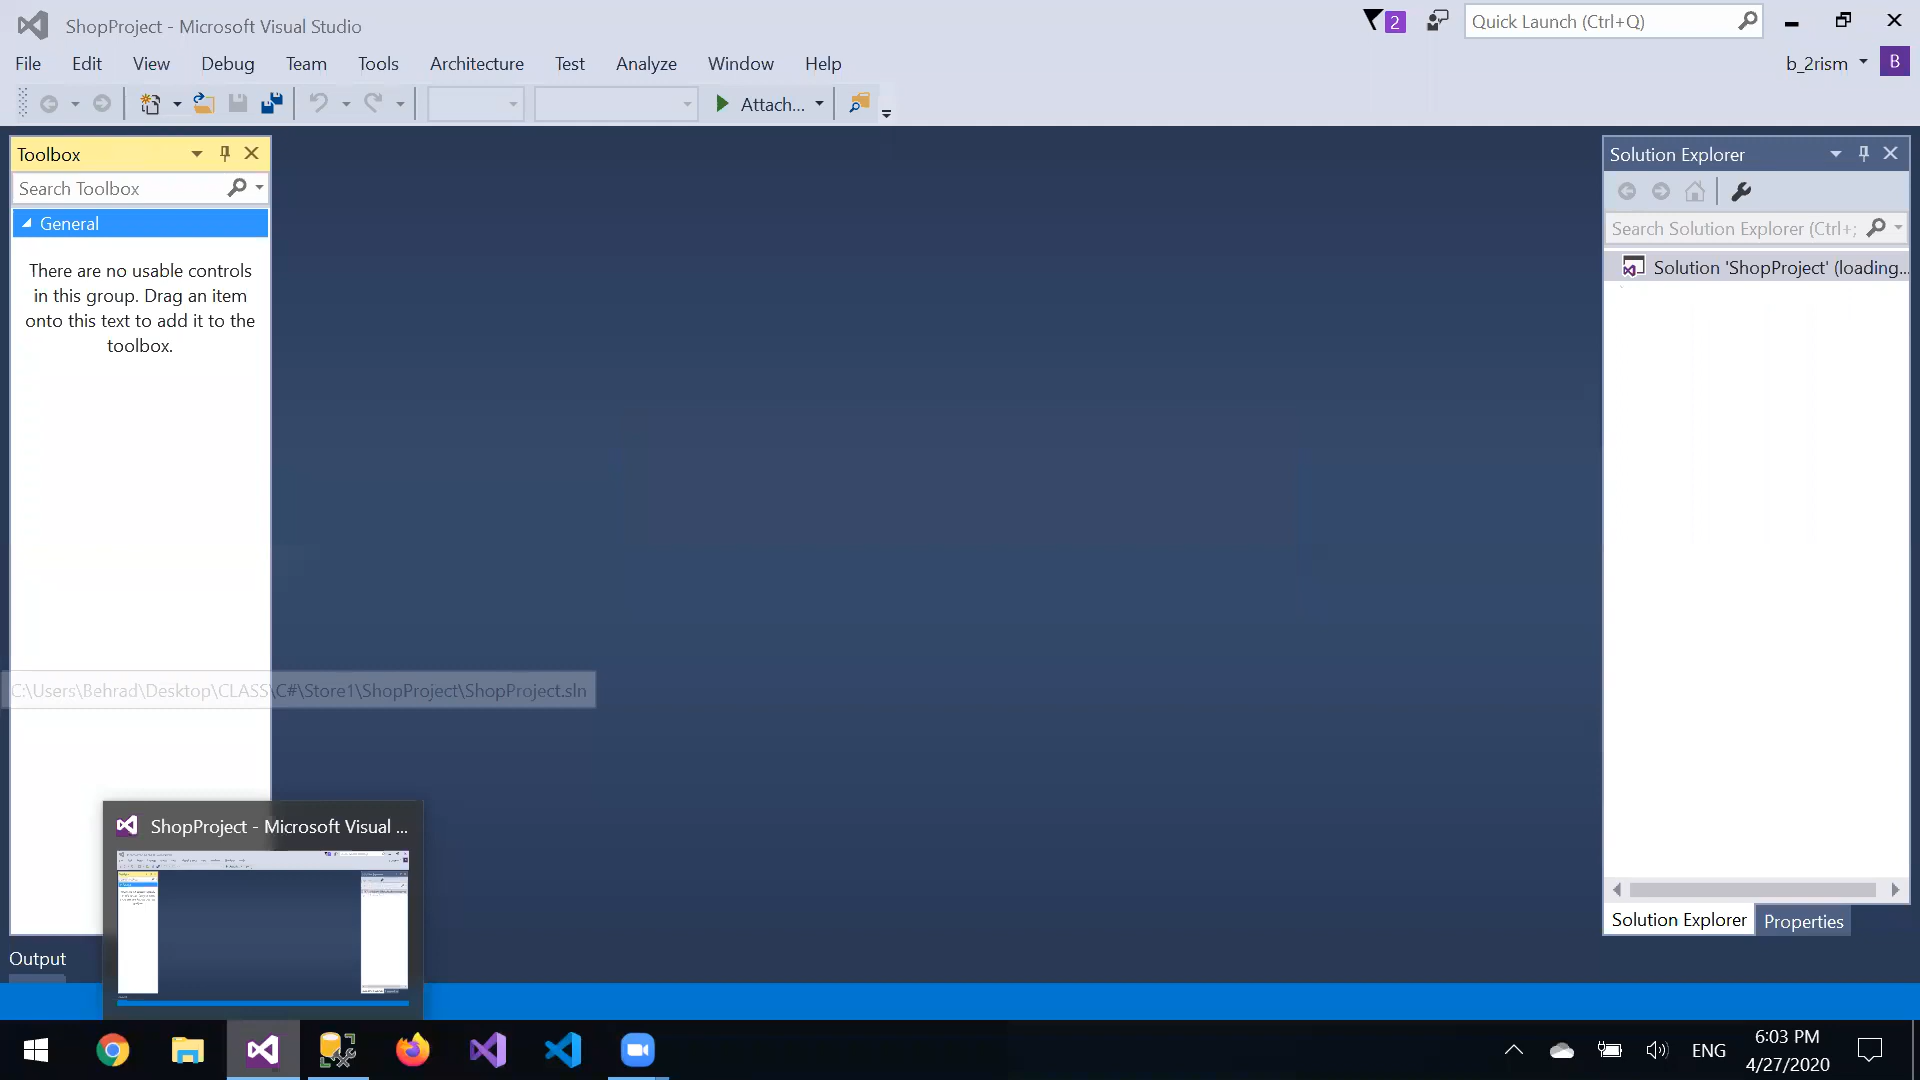 ShopProject - Microsoft Visual Studio
2
Quick Launch (Ctrl+Q)
File Edit View Debug Team Tools Architecture Test Analyze Window Help
b_2rism
B
Attach...
Toolbox
Search Toolbox
General
There are no usable controls
in this group. Drag an item
onto this text to add it to the
toolbox.
Solution Explorer
Search Solution Explorer (Ctrl+;
Solution 'ShopProject' (loading...
C:\Users\Behrad\Desktop\CLASS\C#\Store1\ShopProject\ShopProject.sln
ShopProject - Microsoft Visual ...
Solution Explorer Properties
Output
ENG
6:03 PM
4/27/2020